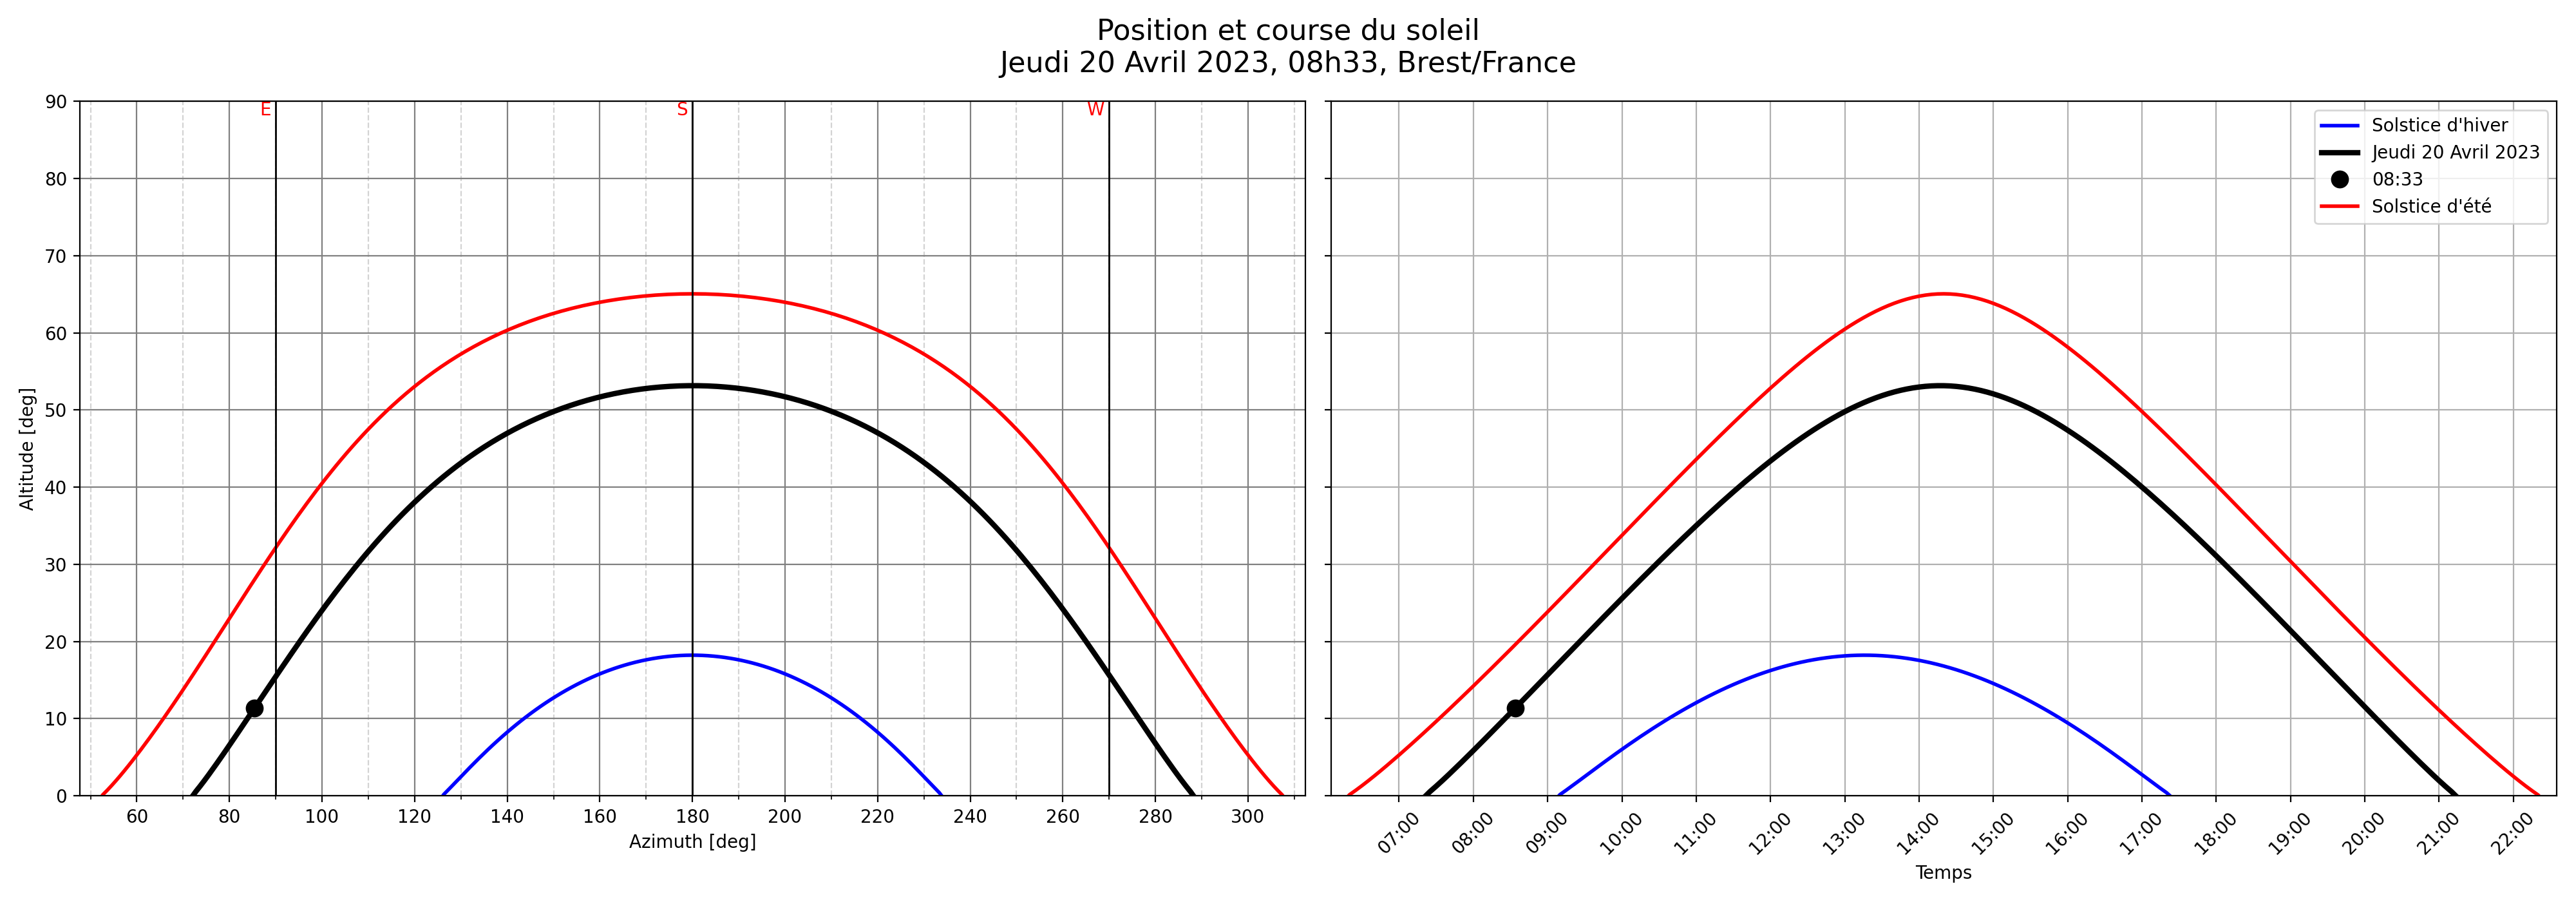 Position et course du soleil
Jeudi 20 Avril 2023, 08h33, Brest/France
E
S
W
90
80
70
60
50
40
30
20
10
0
Altitude [deg]
60 80 100 120 140 160 180 200 220 240 260 280 300
Azimuth [deg]
Solstice d'hiver
Jeudi 20 Avril 2023
08:33
Solstice d'été
07:00 08:00 09:00 10:00 11:00 12:00 13:00 14:00 15:00 16:00 17:00 18:00 19:00 20:00 21:00 22:00
Temps